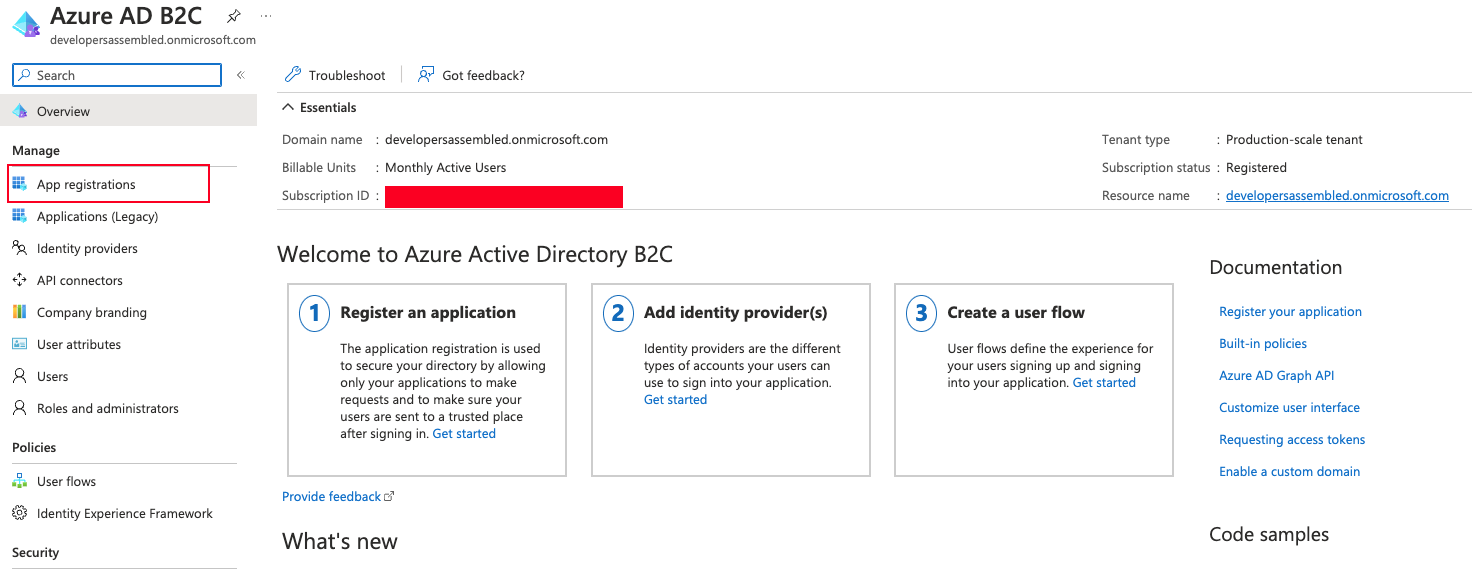 Azure AD B2C
developersassembled.onmicrosoft.com
Search
Overview
Manage
App registrations
Applications (Legacy)
Identity providers
API connectors
Company branding
User attributes
Users
Roles and administrators
Policies
User flows
Identity Experience Framework
Security
Troubleshoot
Got feedback?
Essentials
Domain name : developersassembled.onmicrosoft.com
Billable Units : Monthly Active Users
Subscription ID :
Tenant type : Production-scale tenant
Subscription status : Registered
Resource name : developersassembled.onmicrosoft.com
Welcome to Azure Active Directory B2C
1 Register an application
The application registration is used
to secure your directory by allowing
only your applications to make
requests and to make sure your
users are sent to a trusted place
after signing in. Get started
2 Add identity provider(s)
Identity providers are the different
types of accounts your users can
use to sign into your application.
Get started
3 Create a user flow
User flows define the experience for
your users signing up and signing
into your application. Get started
Provide feedback
What's new
Documentation
Register your application
Built-in policies
Azure AD Graph API
Customize user interface
Requesting access tokens
Enable a custom domain
Code samples